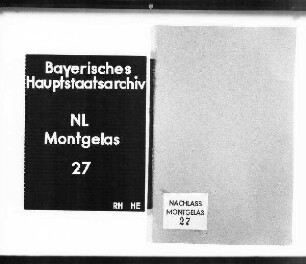 Bayerisches
Hauptstaatsarchiv
NL
Montgelas
27
RH HE
NACHLASS
MONTGELAS
27